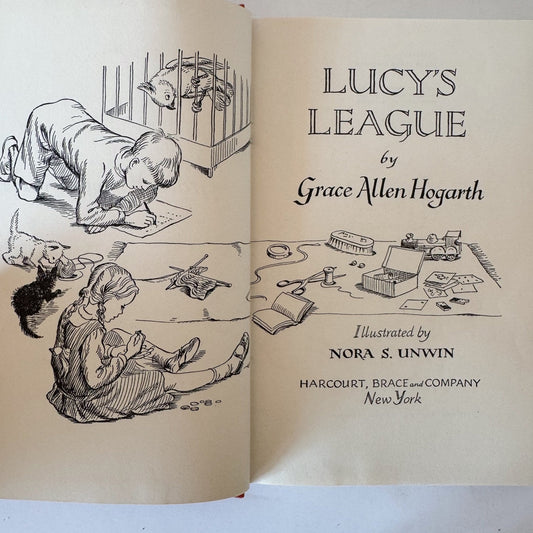 LUCY'S
LEAGUE
by
Grace Allen Hogarth
Illustrated by
NORA S. UNWIN
HARCOURT, BRACE and COMPANY
New York